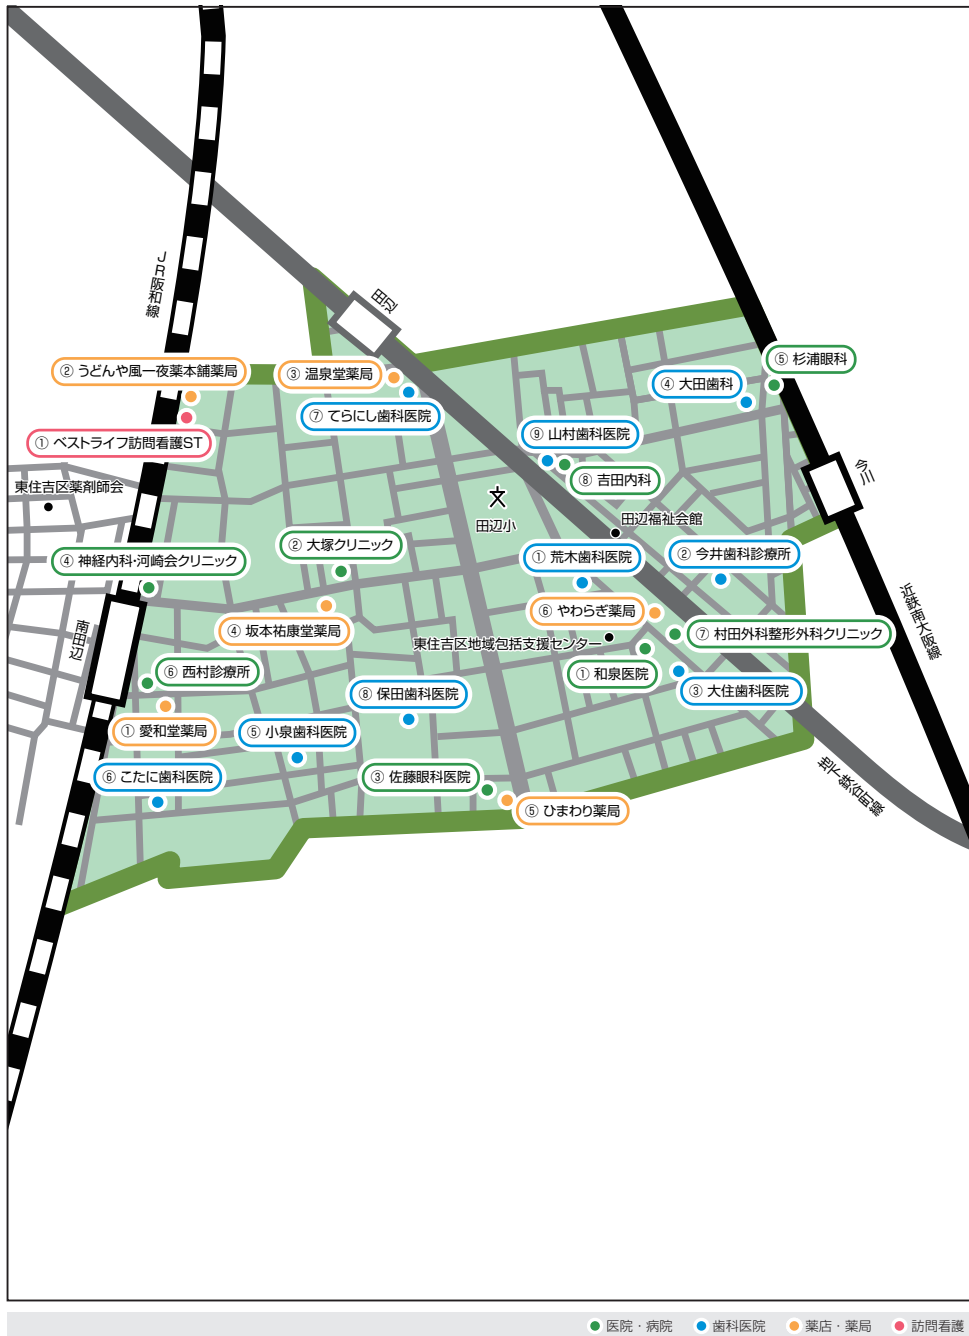 田辺
JR阪和線
⑤ 杉浦眼科
② うどんや風一夜薬本舗薬局
③ 温泉堂薬局
④ 大田歯科
⑦ てらにし歯科医院
① ベストライフ訪問看護ST
⑨ 山村歯科医院
今川
⑧ 吉田内科
東住吉区薬剤師会
田辺小
田辺福祉会館
② 大塚クリニック
④ 神経内科・河崎会クリニック
① 荒木歯科医院
② 今井歯科診療所
近鉄南大阪線
⑥ やわらぎ薬局
南田辺
④ 坂本祐康堂薬局
⑦ 村田外科整形外科クリニック
東住吉区地域包括支援センター
⑥ 西村診療所
① 和泉医院
⑧ 保田歯科医院
③ 大住歯科医院
① 愛和堂薬局
⑤ 小泉歯科医院
⑥ こたに歯科医院
③ 佐藤眼科医院
地下鉄谷町線
⑤ ひまわり薬局
医院・病院 歯科医院 薬店・薬局 訪問看護